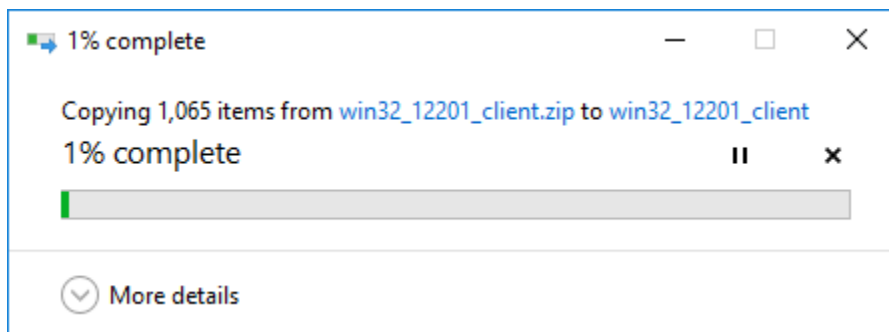 1% complete
Copying 1,065 items from win32_12201_client.zip to win32_12201_client
1% complete
More details